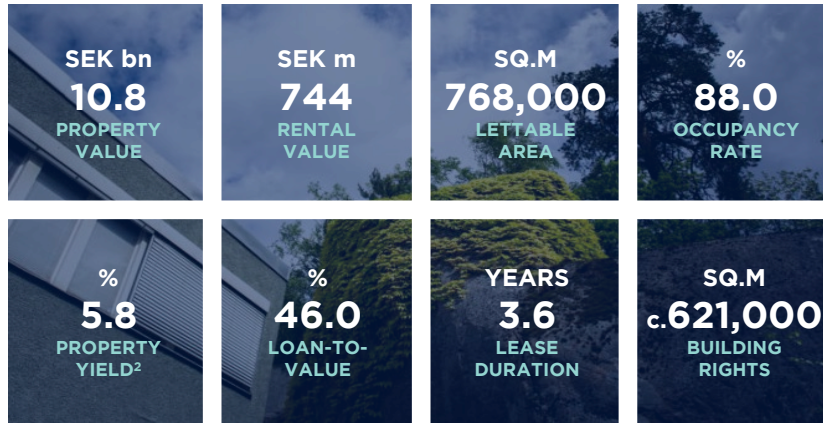 SEK bn
10.8
PROPERTY
VALUE
SEK m
744
RENTAL
VALUE
SQ.M
768,000
LETTABLE
AREA
%
88.0
OCCUPANCY
RATE
%
5.8
PROPERTY
YIELD²
%
46.0
LOAN-TO-
VALUE
YEARS
3.6
LEASE
DURATION
SQ.M
c.621,000
BUILDING
RIGHTS